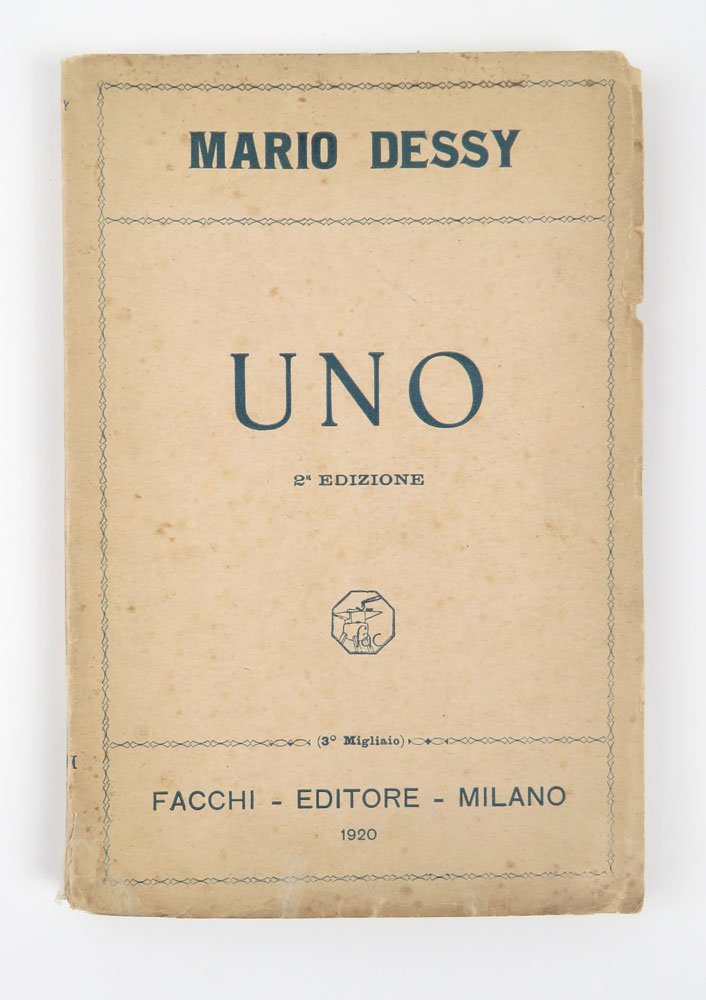 MARIO DESSY
UNO
2ª EDIZIONE
(3° Migliaio)
FACCHI - EDITORE - MILANO
1920